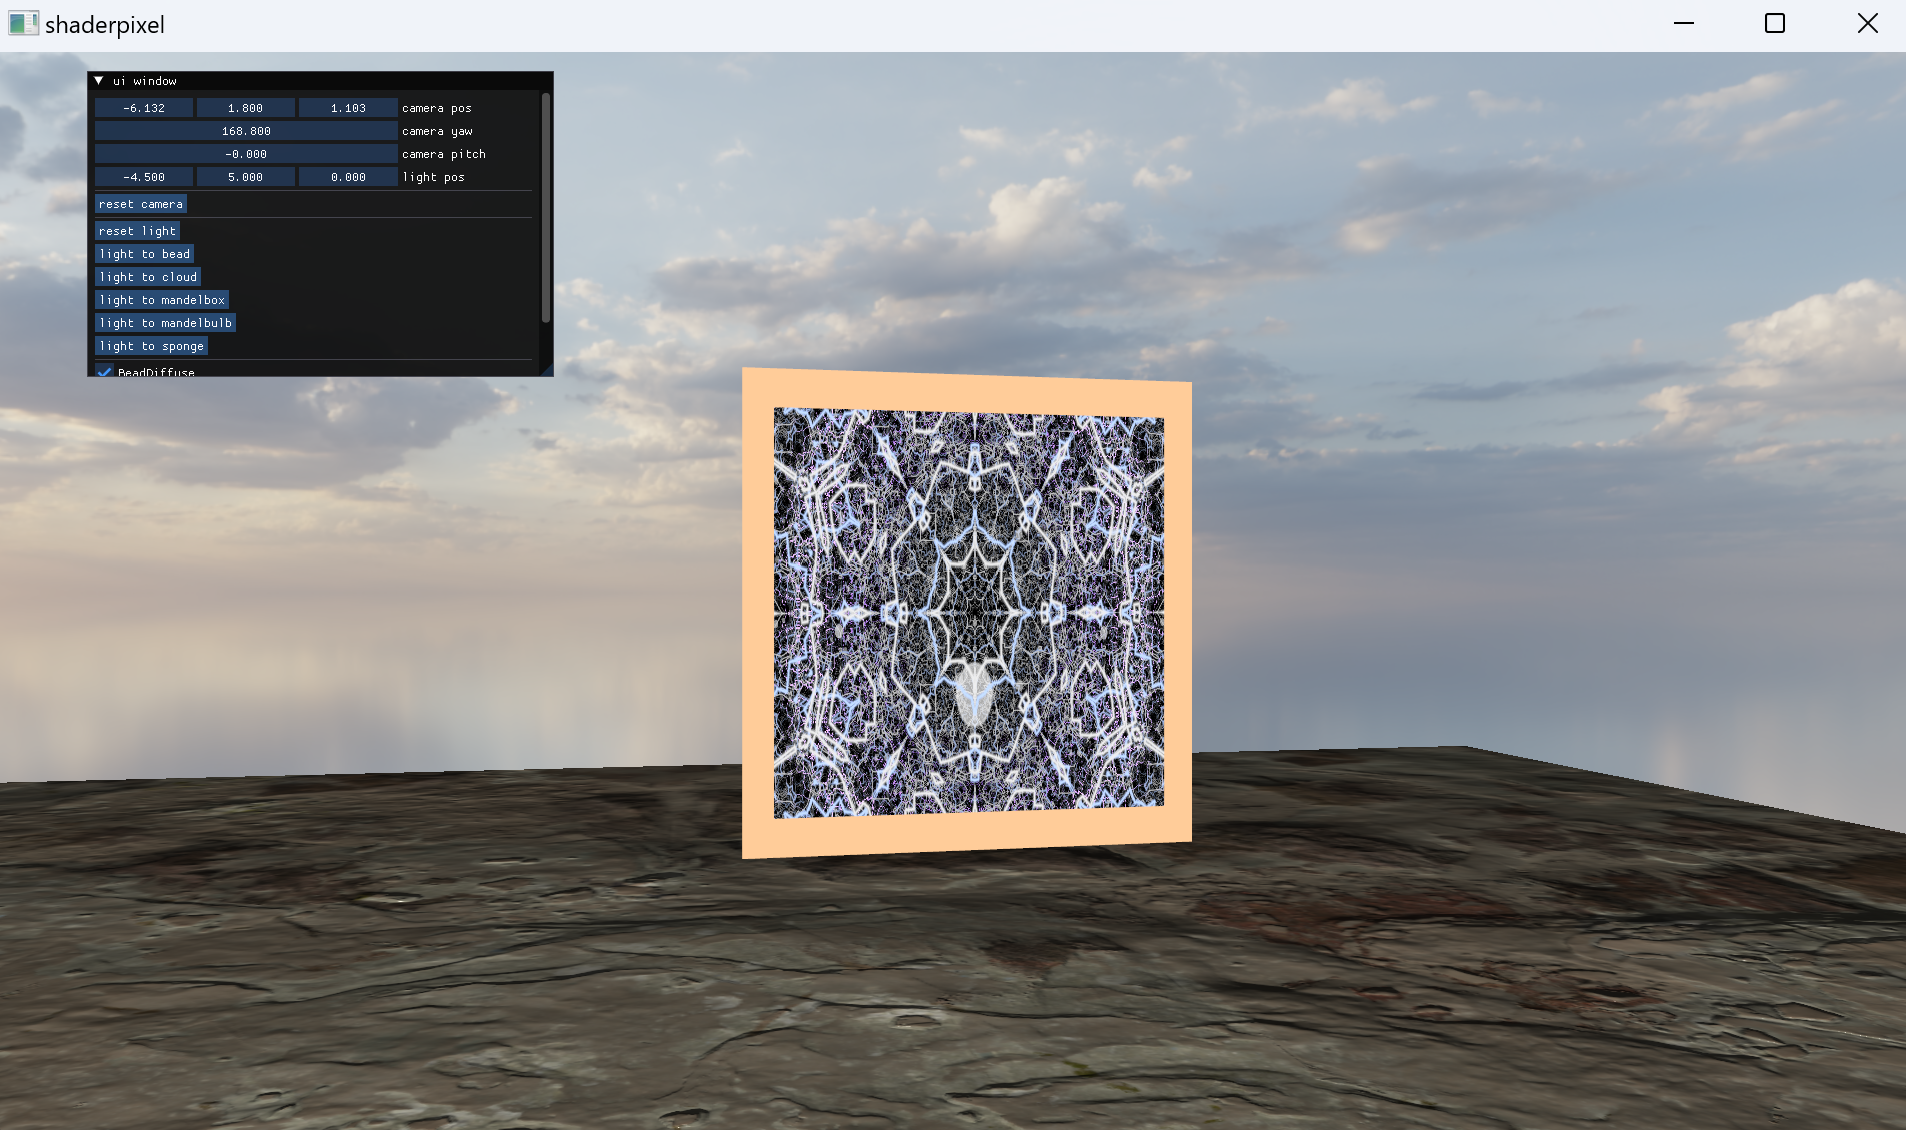 shaderpixel
ui window
-6.132 1.800 1.103 camera pos
168.800 camera yaw
-0.000 camera pitch
-4.500 5.000 0.000 light pos
reset camera
reset light
light to bead
light to cloud
light to mandelbox
light to mandelbulb
light to sponge
BeadDiffuse